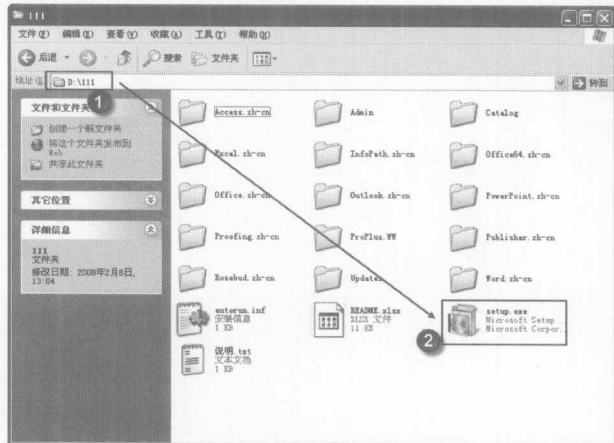 111
文件(F) 编辑(E) 查看(V) 收藏(A) 工具(T) 帮助(H)
后退 搜索 文件夹
地址(D) D:\111 转到
1
文件和文件夹
创建一个新文件夹
将这个文件夹发布到
Web
共享此文件夹
其它位置
详细信息
111
文件夹
修改日期: 2008年2月8日,
13:04
Access.zh-cn Admin Catalog
Excel.zh-cn InfoPath.zh-cn Office64.zh-cn
Office.zh-cn Outlook.zh-cn PowerPoint.zh-cn
Proofing.zh-cn ProPlus.WW Publisher.zh-cn
Rosebud.zh-cn Updates Word.zh-cn
autorun.inf
安装信息
1 KB
README.xlsx
XLSX 文件
11 KB
setup.exe
Microsoft Setup ...
Microsoft Corpor...
2
说明.txt
文本文档
1 KB